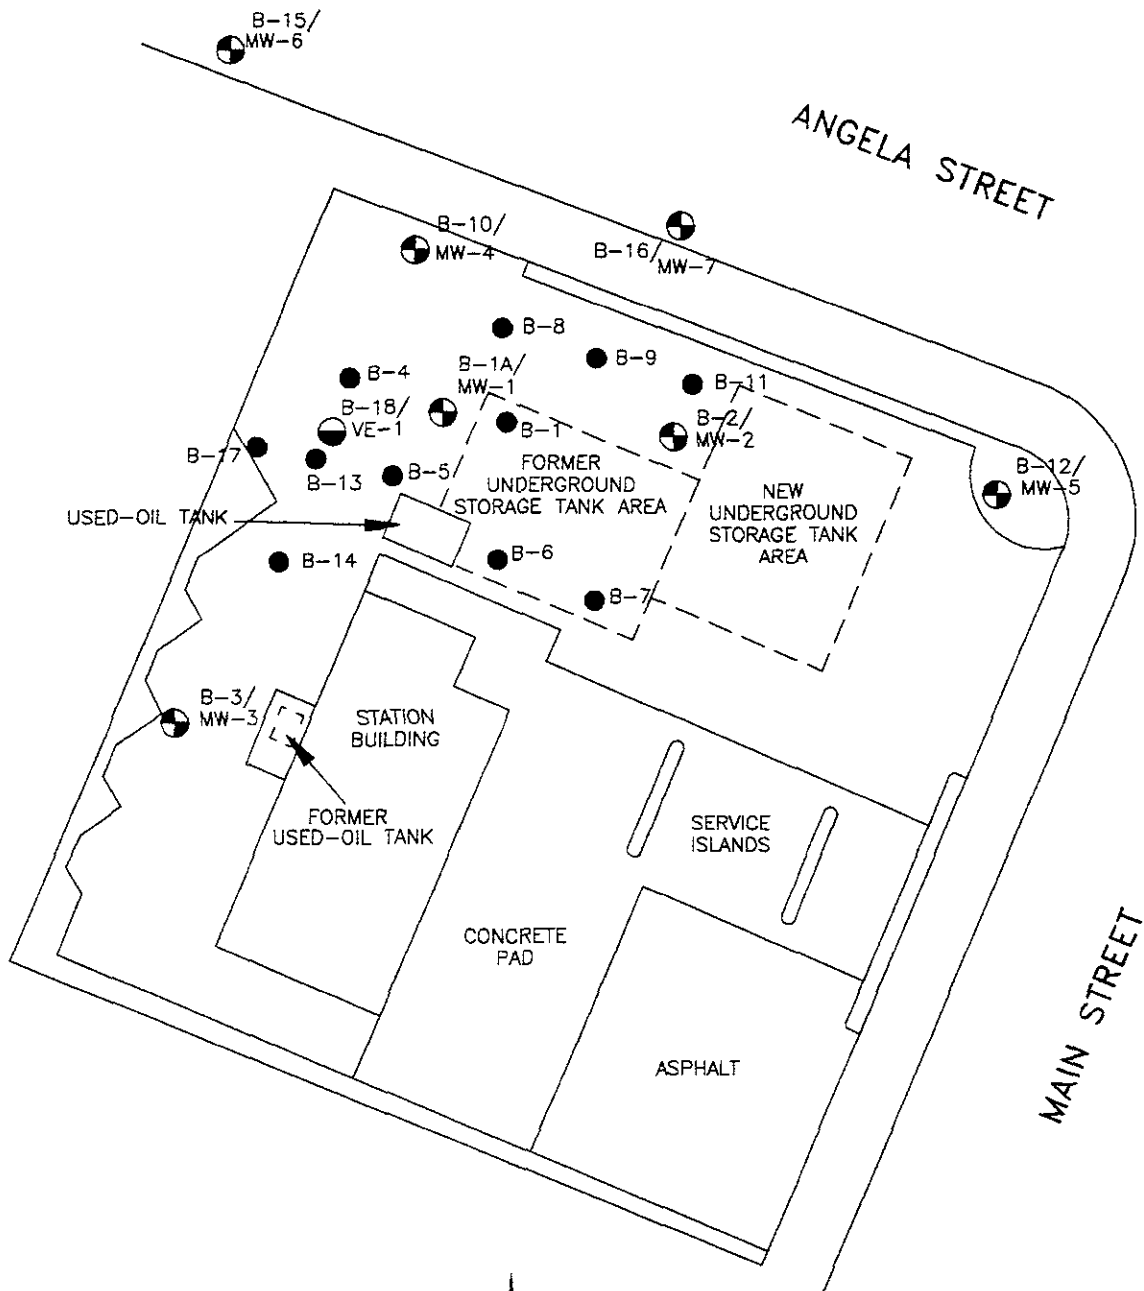 B-15/
MW-6
ANGELA STREET
B-10/
MW-4
B-16/MW-7
B-8
B-9
B-1A/
MW-1
B-4
B-11
B-18/
VE-1
B-1
B-2/
MW-2
B-17
B-13
B-5
FORMER
UNDERGROUND
STORAGE TANK AREA
B-12/
MW-5
NEW
UNDERGROUND
STORAGE TANK
AREA
USED-OIL TANK
B-14
B-6
B-7
B-3/
MW-3
STATION
BUILDING
FORMER
USED-OIL TANK
SERVICE
ISLANDS
CONCRETE
PAD
MAIN STREET
ASPHALT